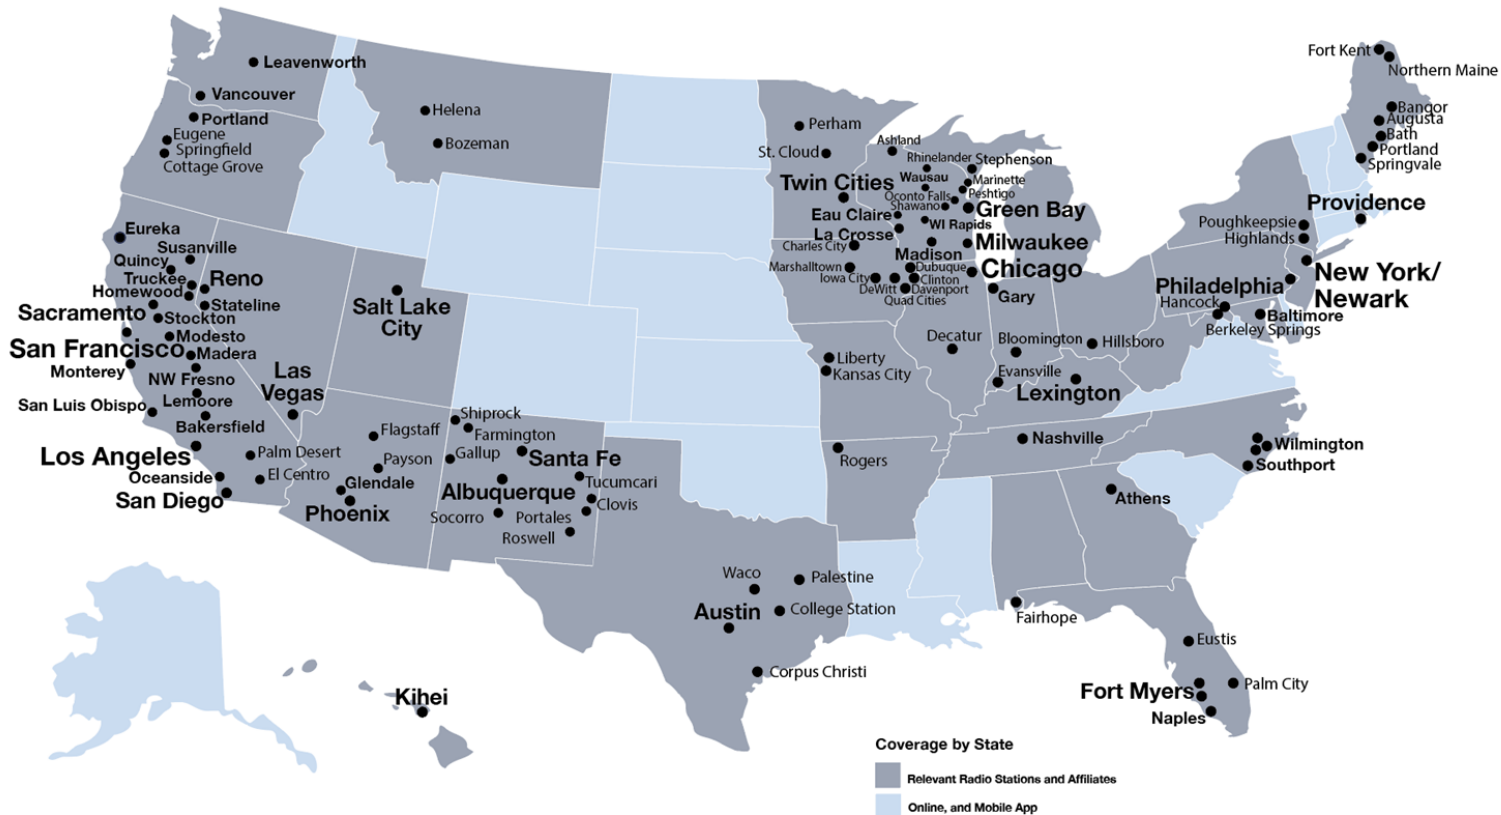 Leavenworth
Vancouver
Portland
Eugene
Springfield
Cottage Grove
Helena
Bozeman
Perham
St. Cloud
Twin Cities
Ashland
Rhinelander
Stephenson
Wausau
Marinette
Oconto Falls
Peshtigo
Shawano
Green Bay
Eau Claire
WI Rapids
La Crosse
Milwaukee
Charles City
Madison
Marshalltown
Dubuque
Chicago
Iowa City
Clinton
DeWitt
Davenport
Quad Cities
Gary
Fort Kent
Northern Maine
Bangor
Augusta
Bath
Portland
Springvale
Providence
Poughkeepsie
Highlands
New York/
Newark
Philadelphia
Hancock
Baltimore
Berkeley Springs
Eureka
Susanville
Quincy
Truckee
Reno
Homewood
Stateline
Sacramento
Stockton
Modesto
San Francisco
Madera
Monterey
NW Fresno
Lemoore
San Luis Obispo
Bakersfield
Los Angeles
Palm Desert
Oceanside
El Centro
San Diego
Las
Vegas
Salt Lake
City
Flagstaff
Payson
Glendale
Phoenix
Shiprock
Farmington
Gallup
Santa Fe
Albuquerque
Tucumcari
Clovis
Socorro
Portales
Roswell
Decatur
Bloomington
Hillsboro
Liberty
Kansas City
Evansville
Lexington
Nashville
Rogers
Wilmington
Southport
Athens
Waco
Palestine
Austin
College Station
Corpus Christi
Fairhope
Eustis
Fort Myers
Palm City
Naples
Kihei
Coverage by State
Relevant Radio Stations and Affiliates
Online, and Mobile App